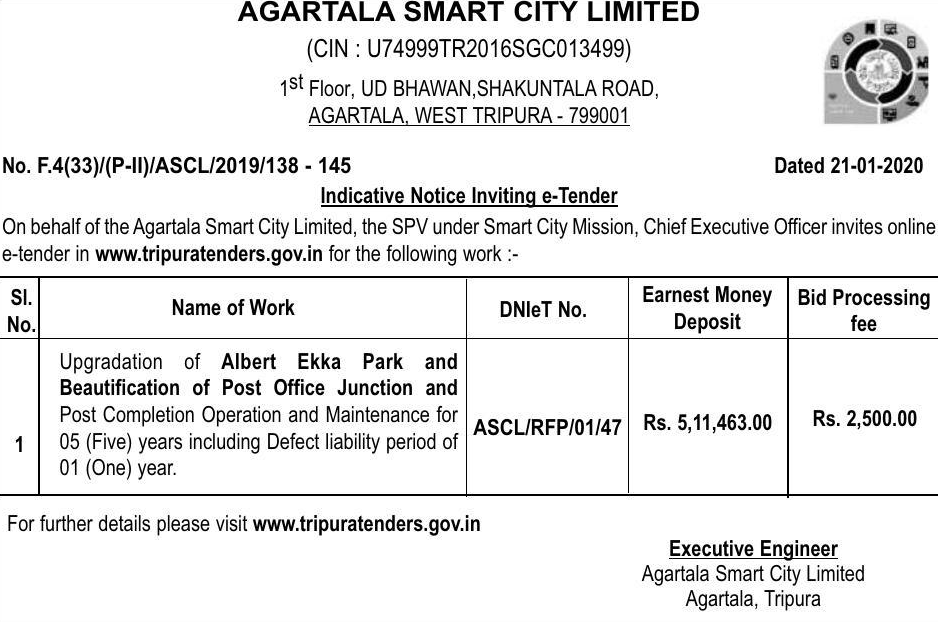 AGARTALA SMART CITY LIMITED
(CIN : U74999TR2016SGC013499)
1st Floor, UD BHAWAN,SHAKUNTALA ROAD,
AGARTALA, WEST TRIPURA - 799001
No. F.4(33)/(P-II)/ASCL/2019/138 - 145 Dated 21-01-2020
Indicative Notice Inviting e-Tender
On behalf of the Agartala Smart City Limited, the SPV under Smart City Mission, Chief Executive Officer invites online
e-tender in www.tripuratenders.gov.in for the following work :-
Sl.
No.
Name of Work
DNIeT No.
Earnest Money
Deposit
Bid Processing
fee
1
Upgradation of Albert Ekka Park and
Beautification of Post Office Junction and
Post Completion Operation and Maintenance for
05 (Five) years including Defect liability period of
01 (One) year.
ASCL/RFP/01/47
Rs. 5,11,463.00
Rs. 2,500.00
For further details please visit www.tripuratenders.gov.in
Executive Engineer
Agartala Smart City Limited
Agartala, Tripura